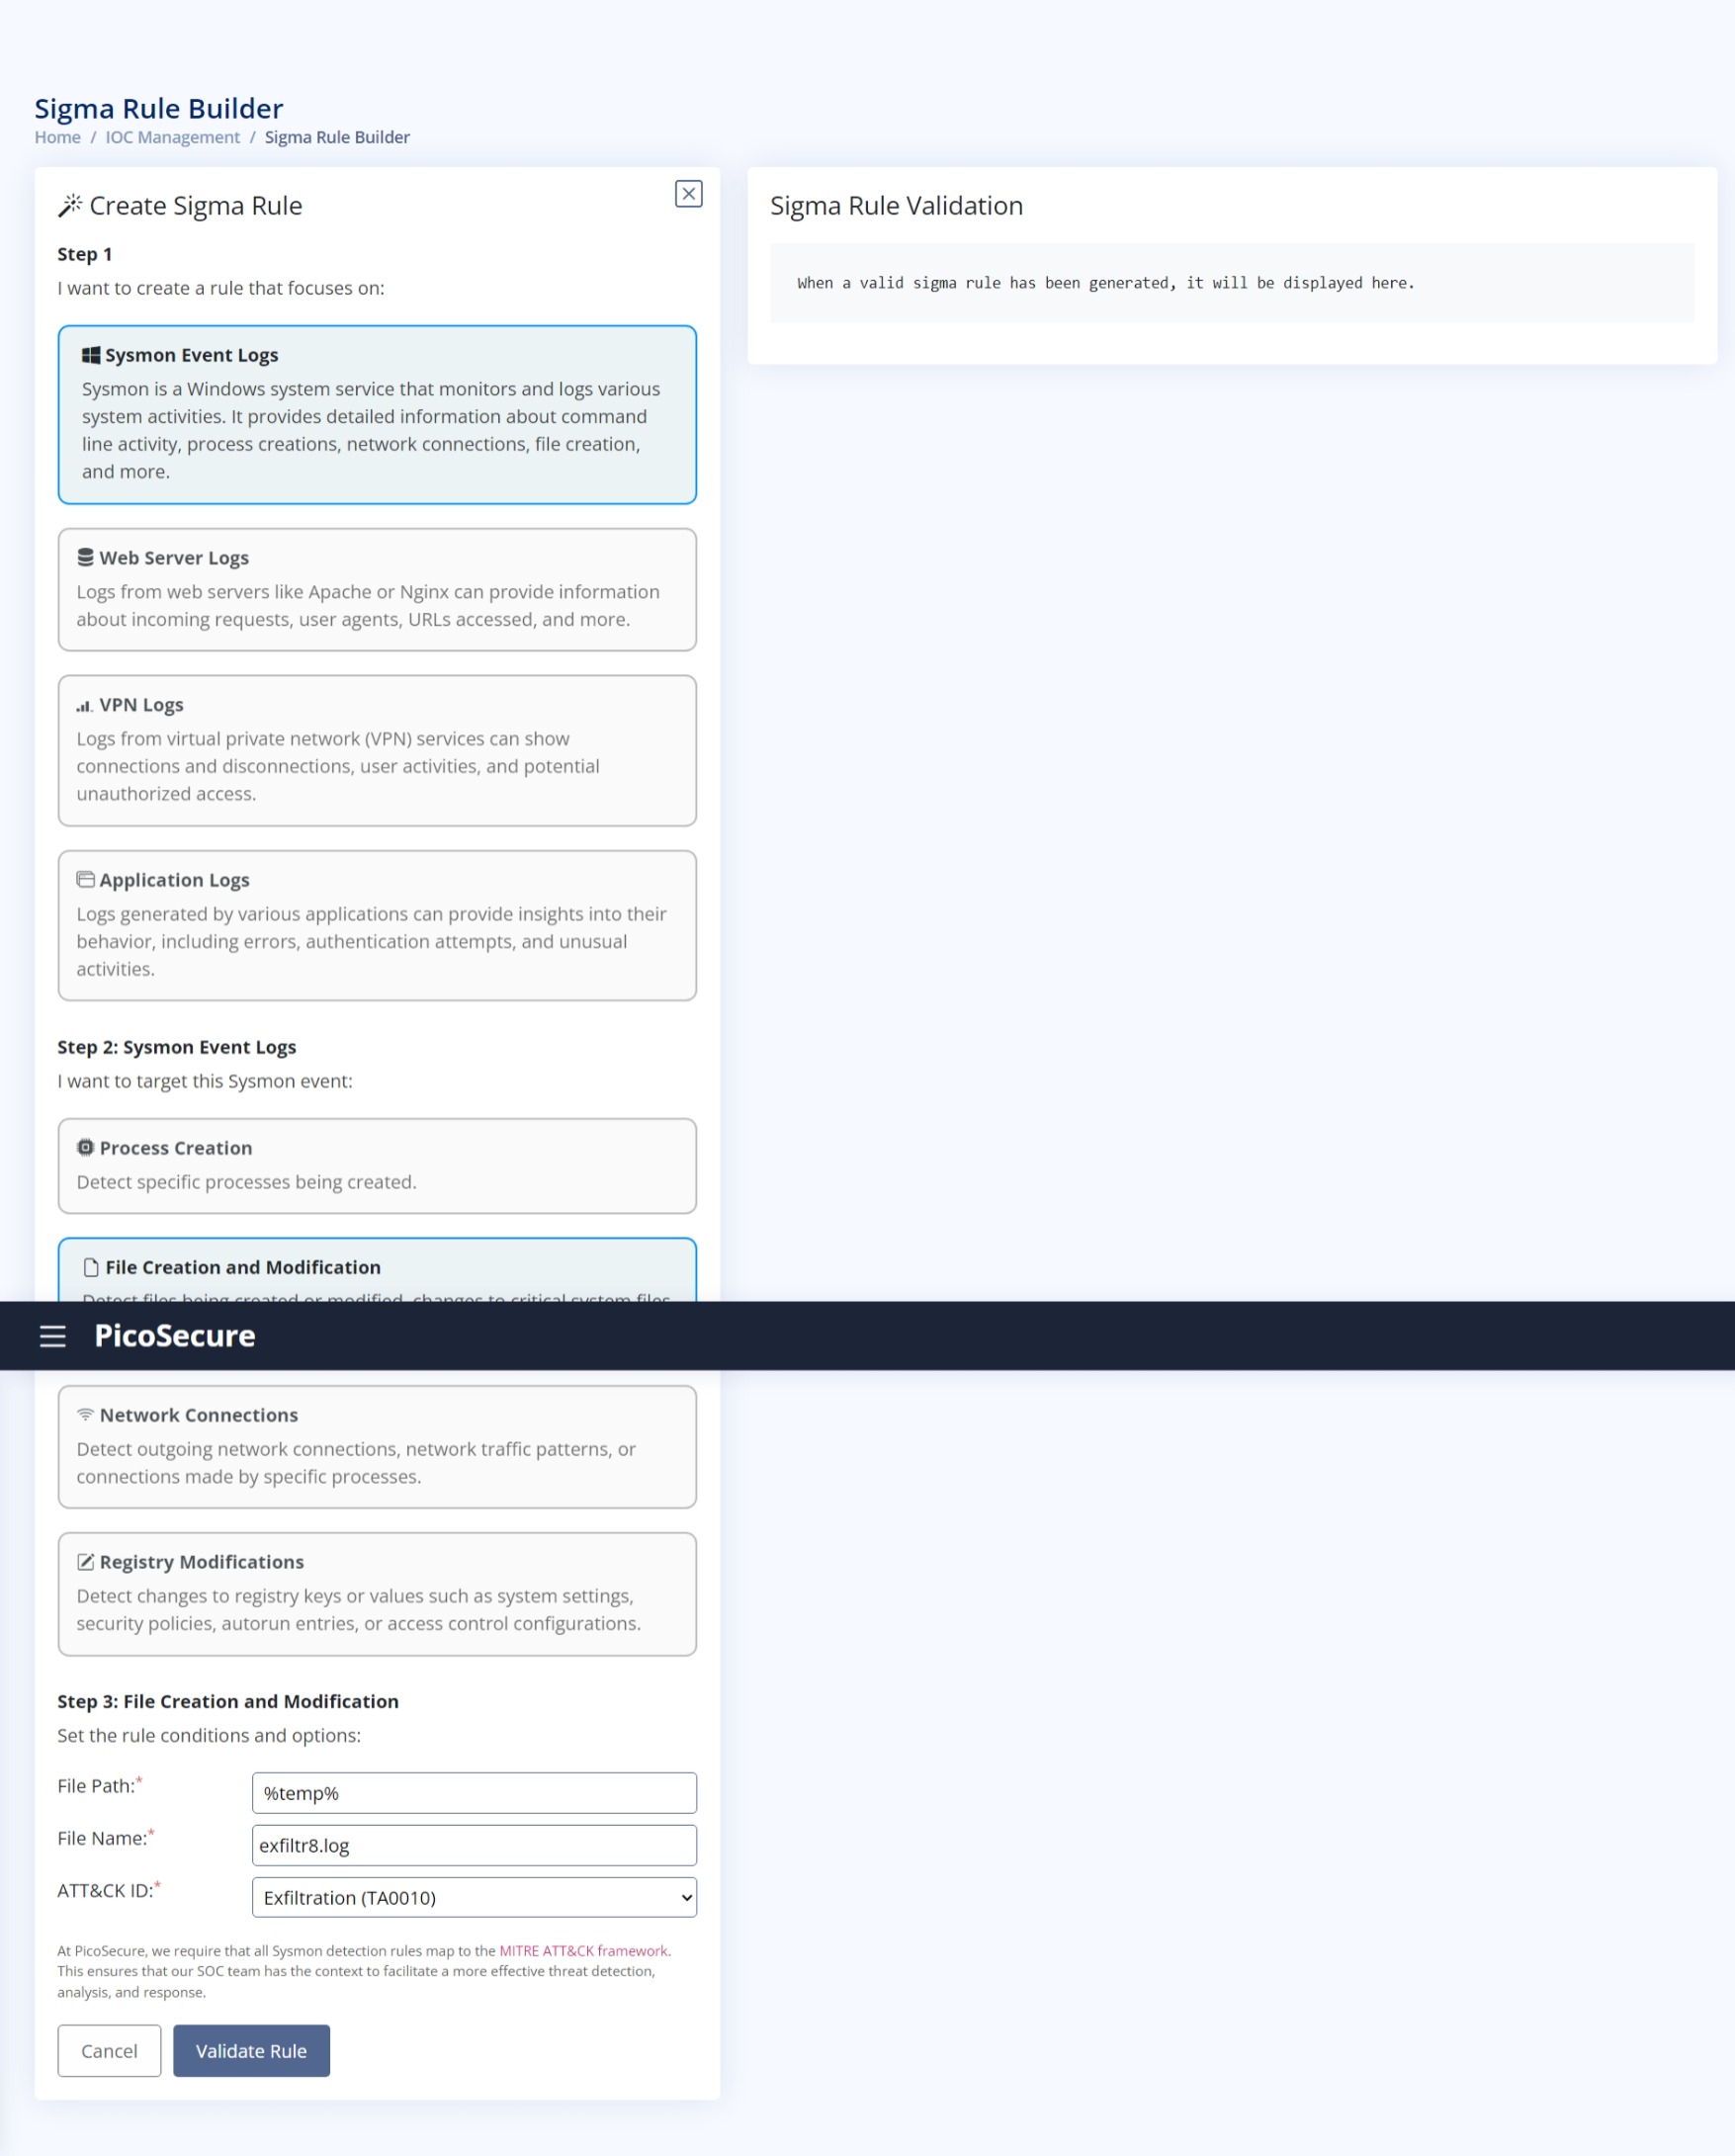 Sigma Rule Builder
Home / IOC Management / Sigma Rule Builder
Create Sigma Rule
Step 1
I want to create a rule that focuses on:
Sysmon Event Logs
Sysmon is a Windows system service that monitors and logs various
system activities. It provides detailed information about command
line activity, process creations, network connections, file creation,
and more.
Web Server Logs
Logs from web servers like Apache or Nginx can provide information
about incoming requests, user agents, URLs accessed, and more.
VPN Logs
Logs from virtual private network (VPN) services can show
connections and disconnections, user activities, and potential
unauthorized access.
Application Logs
Logs generated by various applications can provide insights into their
behavior, including errors, authentication attempts, and unusual
activities.
Step 2: Sysmon Event Logs
I want to target this Sysmon event:
Process Creation
Detect specific processes being created.
File Creation and Modification
Detect files being created or modified, changes to critical system files,
PicoSecure
Network Connections
Detect outgoing network connections, network traffic patterns, or
connections made by specific processes.
Registry Modifications
Detect changes to registry keys or values such as system settings,
security policies, autorun entries, or access control configurations.
Step 3: File Creation and Modification
Set the rule conditions and options:
File Path:* %temp%
File Name:* exfiltr8.log
ATT&CK ID:* Exfiltration (TA0010)
At PicoSecure, we require that all Sysmon detection rules map to the MITRE ATT&CK framework.
This ensures that our SOC team has the context to facilitate a more effective threat detection,
analysis, and response.
Cancel Validate Rule
Sigma Rule Validation
When a valid sigma rule has been generated, it will be displayed here.